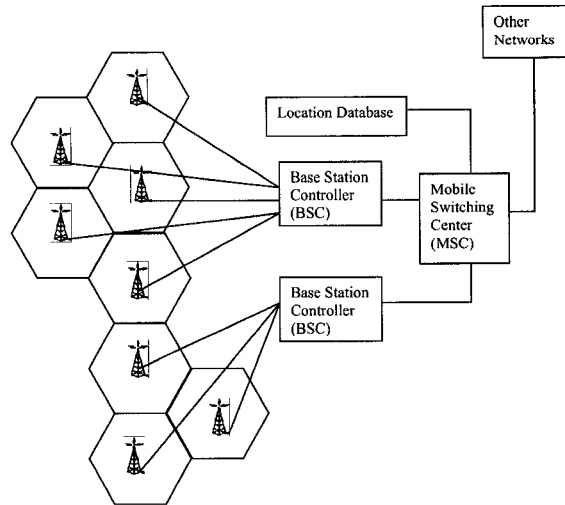 Other
Networks
Location Database
Base Station
Controller
(BSC)
Mobile
Switching
Center
(MSC)
Base Station
Controller
(BSC)